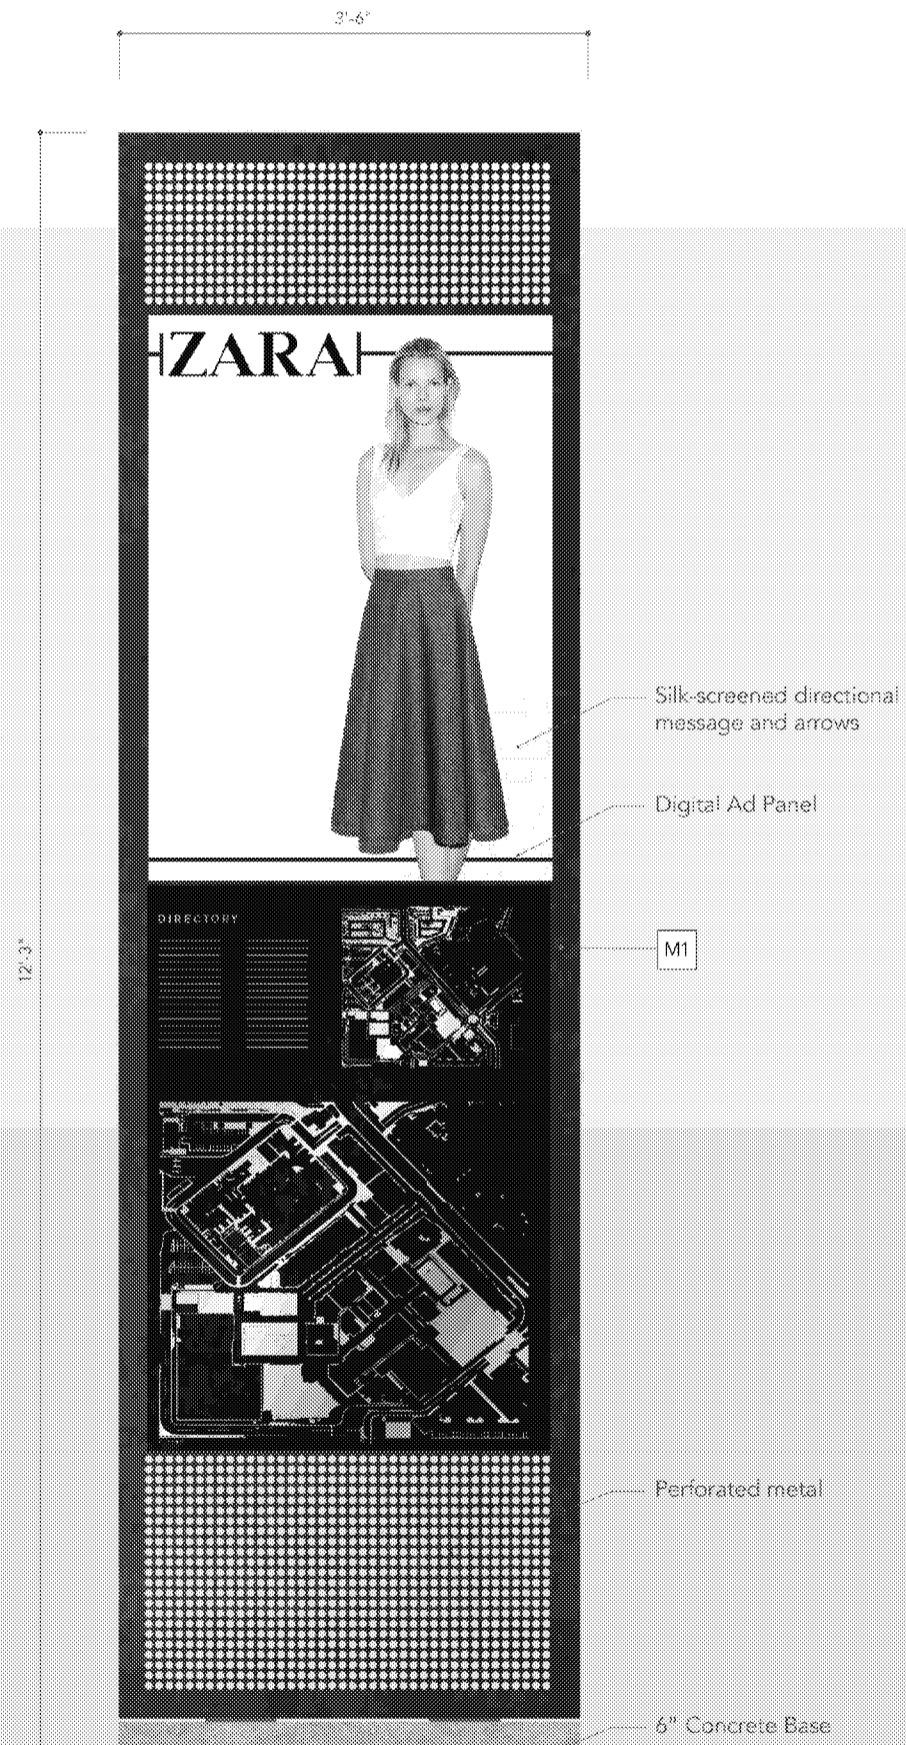 3'-6"
ZARA
Silk-screened directional
message and arrows
Digital Ad Panel
DIRECTORY
M1
12'-3"
Perforated metal
6" Concrete Base